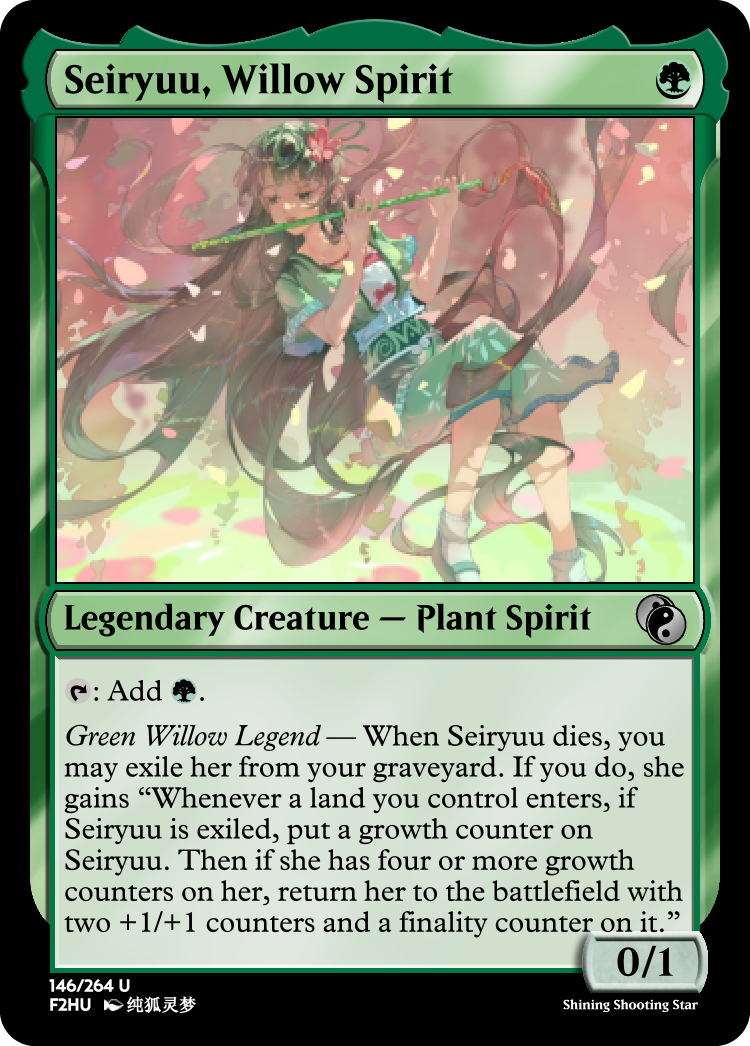 Seiryuu, Willow Spirit
Legendary Creature — Plant Spirit
: Add .
Green Willow Legend — When Seiryuu dies, you
may exile her from your graveyard. If you do, she
gains “Whenever a land you control enters, if
Seiryuu is exiled, put a growth counter on
Seiryuu. Then if she has four or more growth
counters on her, return her to the battlefield with
two +1/+1 counters and a finality counter on it.”
0/1
146/264 U
F2HU 纯狐灵梦
Shining Shooting Star